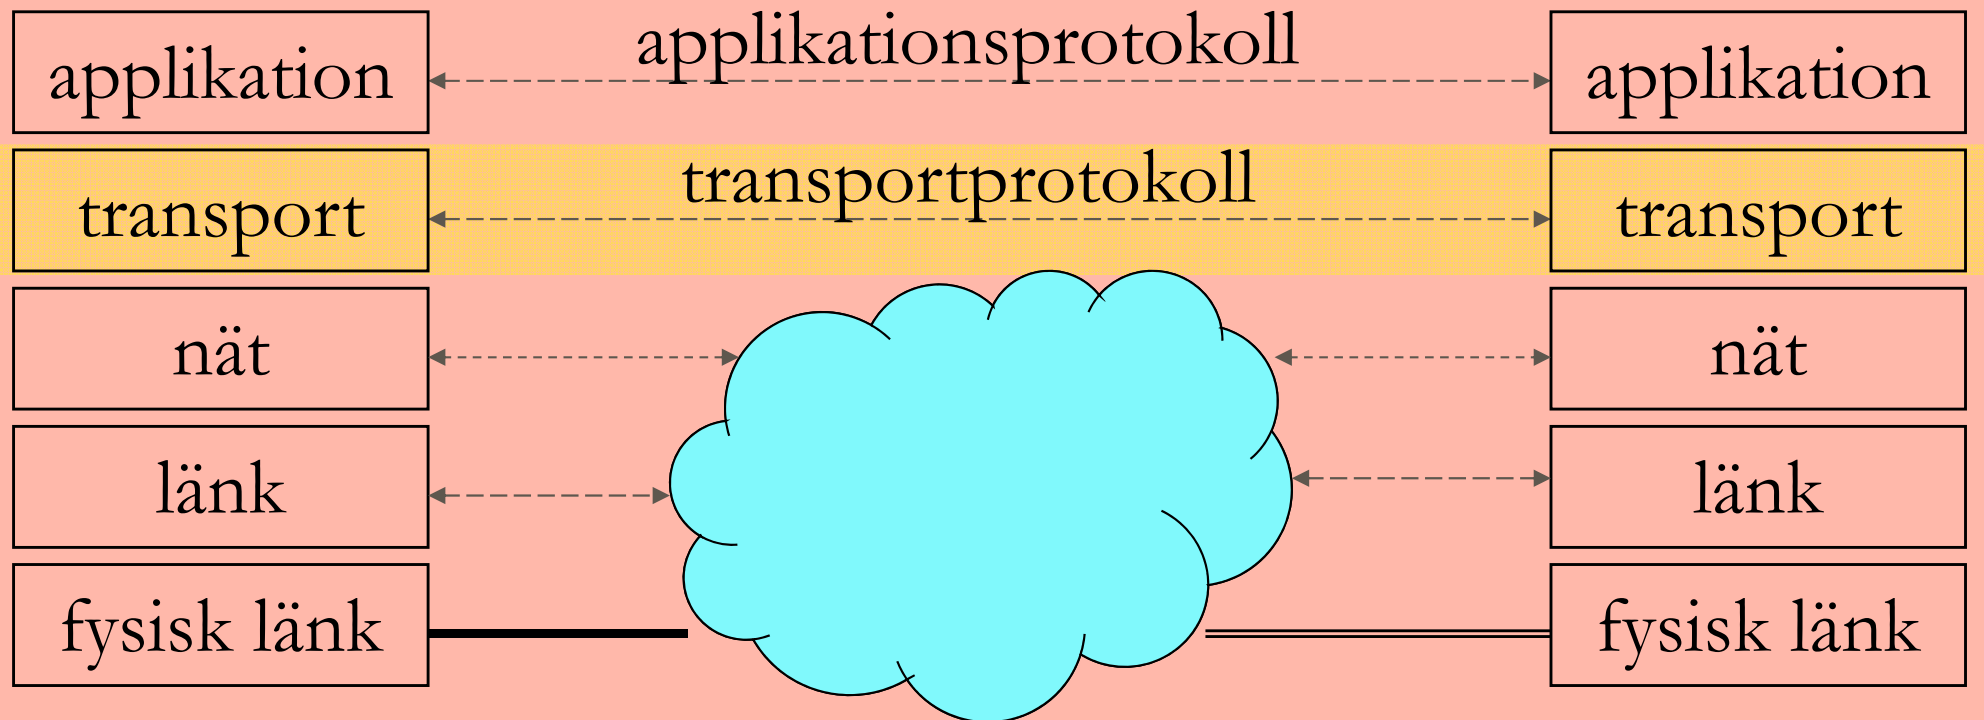 applikation
applikationsprotokoll
applikation
transport
transportprotokoll
transport
nät
nät
länk
länk
fysisk länk
fysisk länk